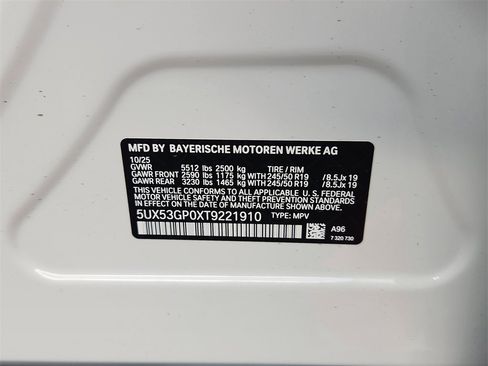 MFD BY BAYERISCHE MOTOREN WERKE AG
10/25
GVWR 5512 lbs 2500 kg TIRE / RIM
GAWR FRONT 2590 lbs 1175 kg WITH 245/50 R19 / 8.5Jx 19
GAWR REAR 3230 lbs 1465 kg WITH 245/50 R19 / 8.5Jx 19
THIS VEHICLE CONFORMS TO ALL APPLICABLE U. S. FEDERAL
MOTOR VEHICLE SAFETY, BUMPER, AND THEFT PREVENTION STANDARDS
IN EFFECT ON THE DATE OF MANUFACTURE SHOWN ABOVE.
5UX53GP0XT9221910 TYPE: MPV
A96
7 320 730